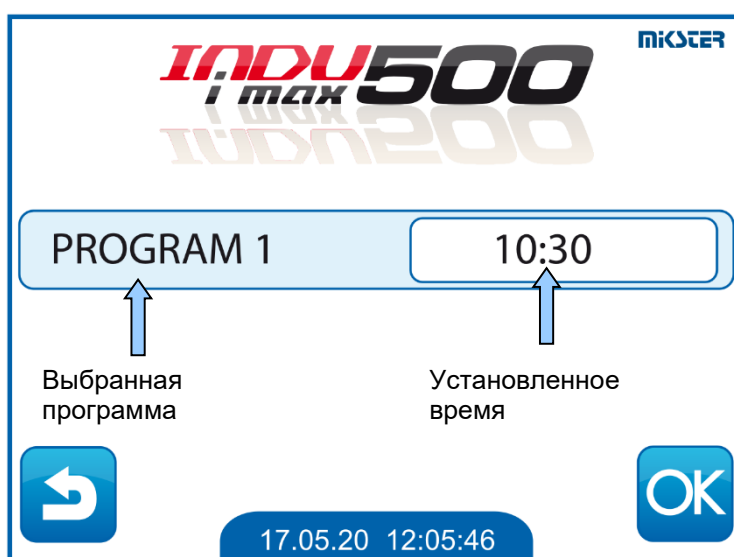 MIKSTER
INDU
i max 500
PROGRAM 1 10:30
Выбранная
программа
Установленное
время
OK
17.05.20 12:05:46